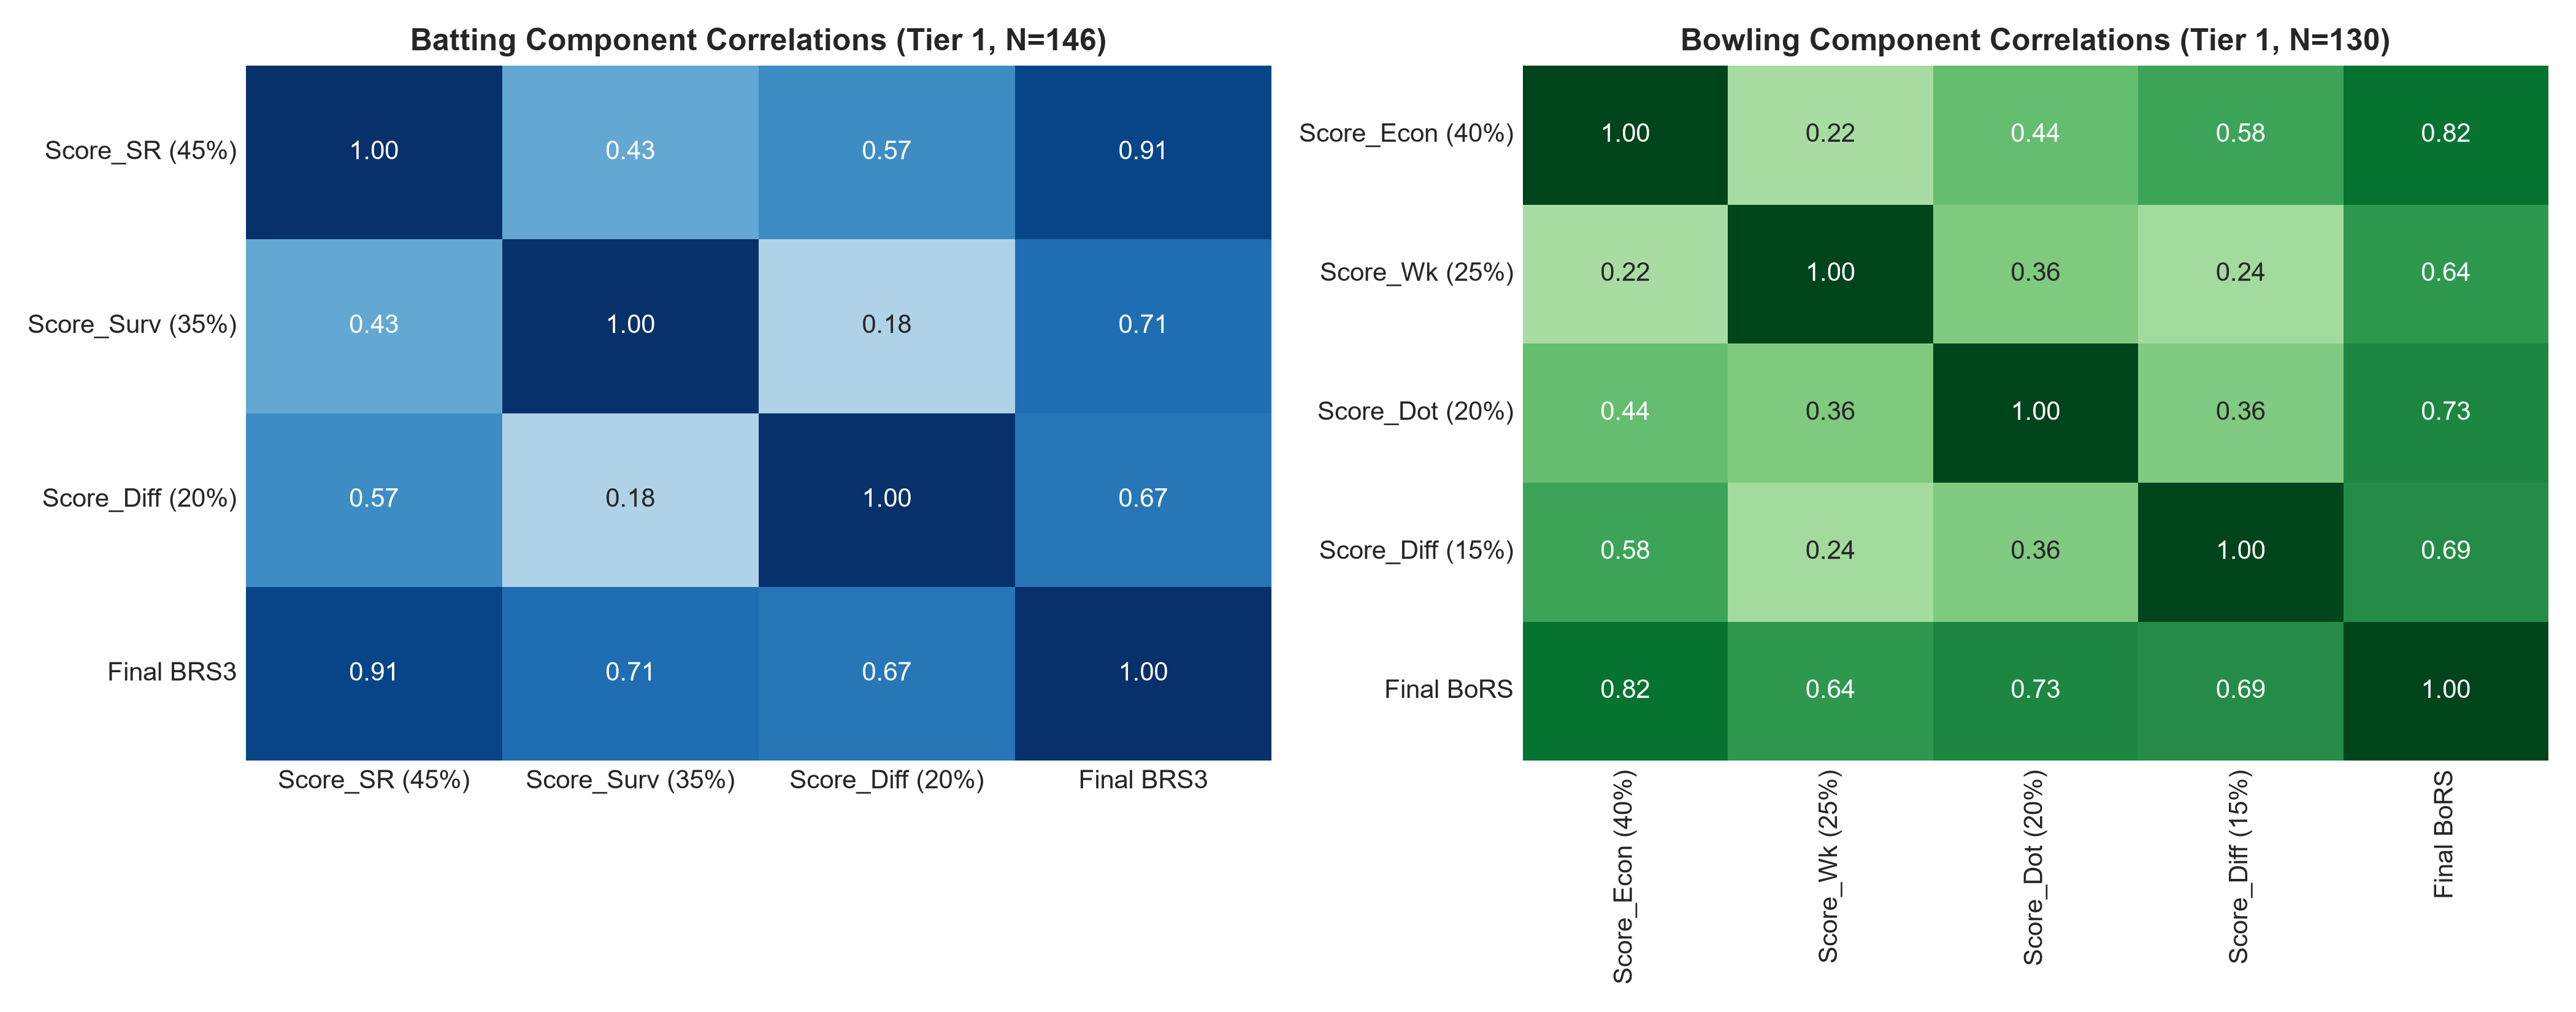 Batting Component Correlations (Tier 1, N=146)
Score_SR (45%) 1.00 0.43 0.57 0.91
Score_Surv (35%) 0.43 1.00 0.18 0.71
Score_Diff (20%) 0.57 0.18 1.00 0.67
Final BRS3 0.91 0.71 0.67 1.00
Score_SR (45%) Score_Surv (35%) Score_Diff (20%) Final BRS3
Bowling Component Correlations (Tier 1, N=130)
Score_Econ (40%) 1.00 0.22 0.44 0.58 0.82
Score_Wk (25%) 0.22 1.00 0.36 0.24 0.64
Score_Dot (20%) 0.44 0.36 1.00 0.36 0.73
Score_Diff (15%) 0.58 0.24 0.36 1.00 0.69
Final BoRS 0.82 0.64 0.73 0.69 1.00
Score_Econ (40%) Score_Wk (25%) Score_Dot (20%) Score_Diff (15%) Final BoRS